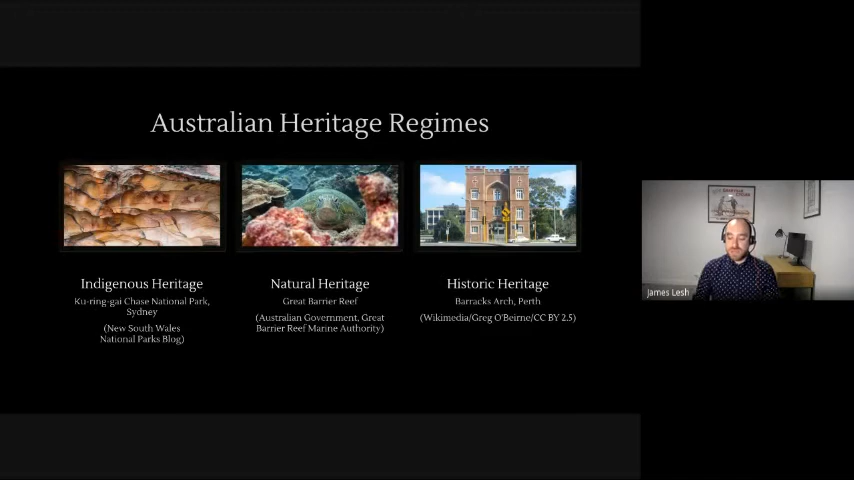 Australian Heritage Regimes
Indigenous Heritage
Ku-ring-gai Chase National Park,
Sydney
(New South Wales
National Parks Blog)
Natural Heritage
Great Barrier Reef
(Australian Government, Great
Barrier Reef Marine Authority)
Historic Heritage
Barracks Arch, Perth
(Wikimedia/Greg O'Beirne/CC BY 2.5)
James Lesh